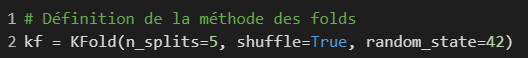 1 # Définition de la méthode des folds
2 kf = KFold(n_splits=5, shuffle=True, random_state=42)